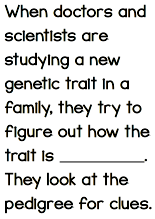 When doctors and
scientists are
studying a new
genetic trait in a
family, they try to
figure out how the
trait is __________.
They look at the
pedigree for clues.